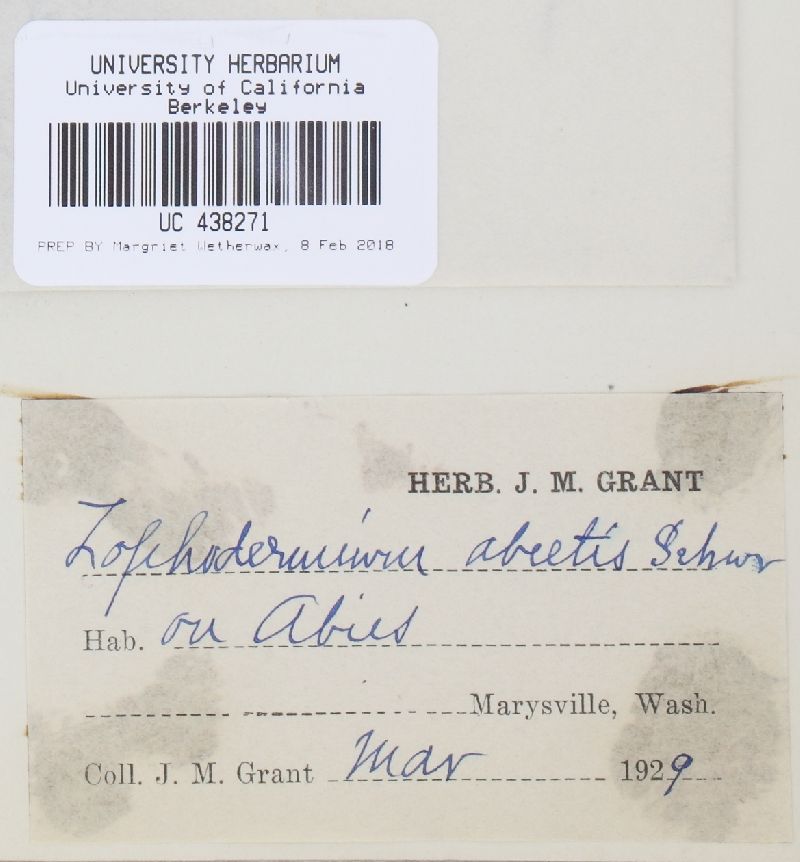 UNIVERSITY HERBARIUM
University of California
Berkeley
UC 438271
PREP BY Margriet Wetherwax, 8 Feb 2018
HERB. J. M. GRANT
Lophodermium abietis Schwr
Hab. on Abies
Marysville, Wash.
Coll. J. M. Grant Mar 1929